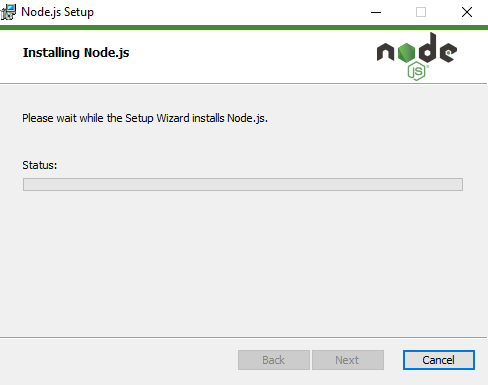 Node.js Setup
Installing Node.js
node
JS
Please wait while the Setup Wizard installs Node.js.
Status:
Back
Next
Cancel